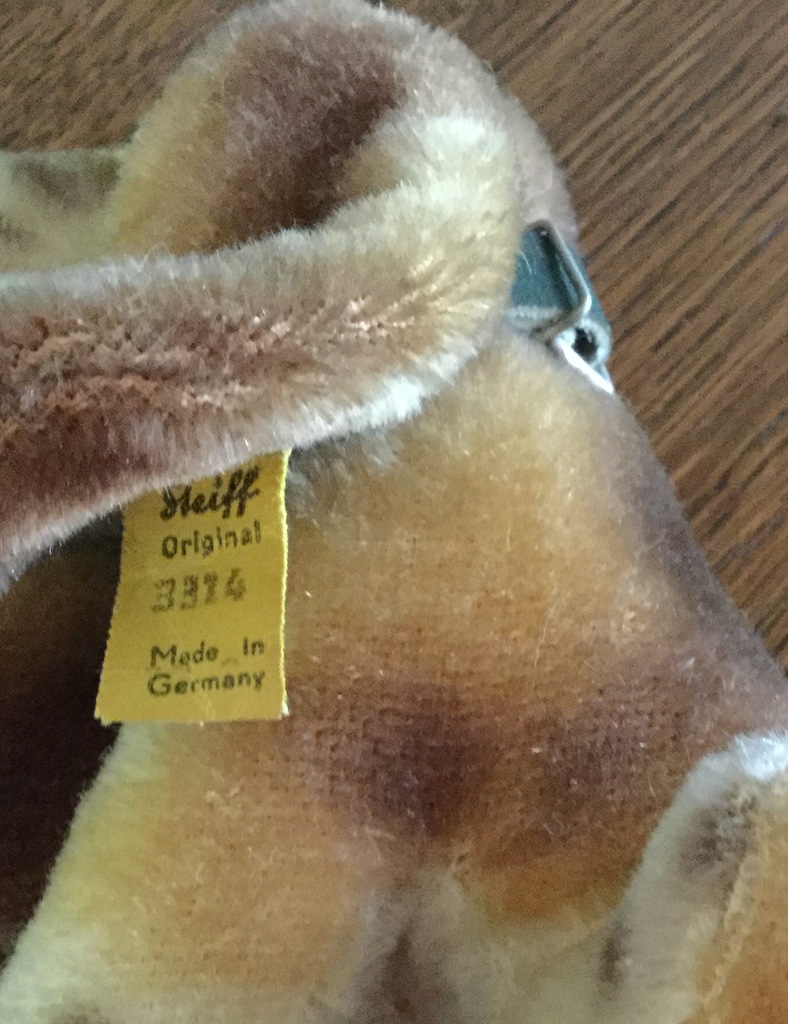 Steiff
Original
3314
Made in
Germany